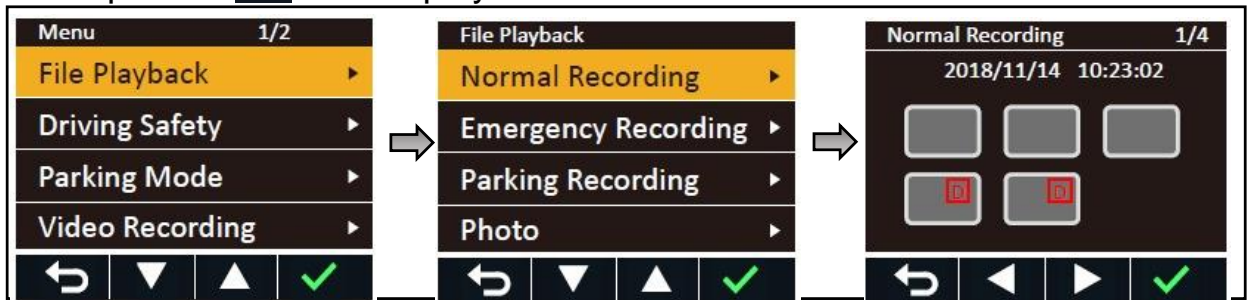 Menu 1/2
File Playback
Driving Safety
Parking Mode
Video Recording
File Playback
Normal Recording
Emergency Recording
Parking Recording
Photo
Normal Recording 1/4
2018/11/14 10:23:02
D D